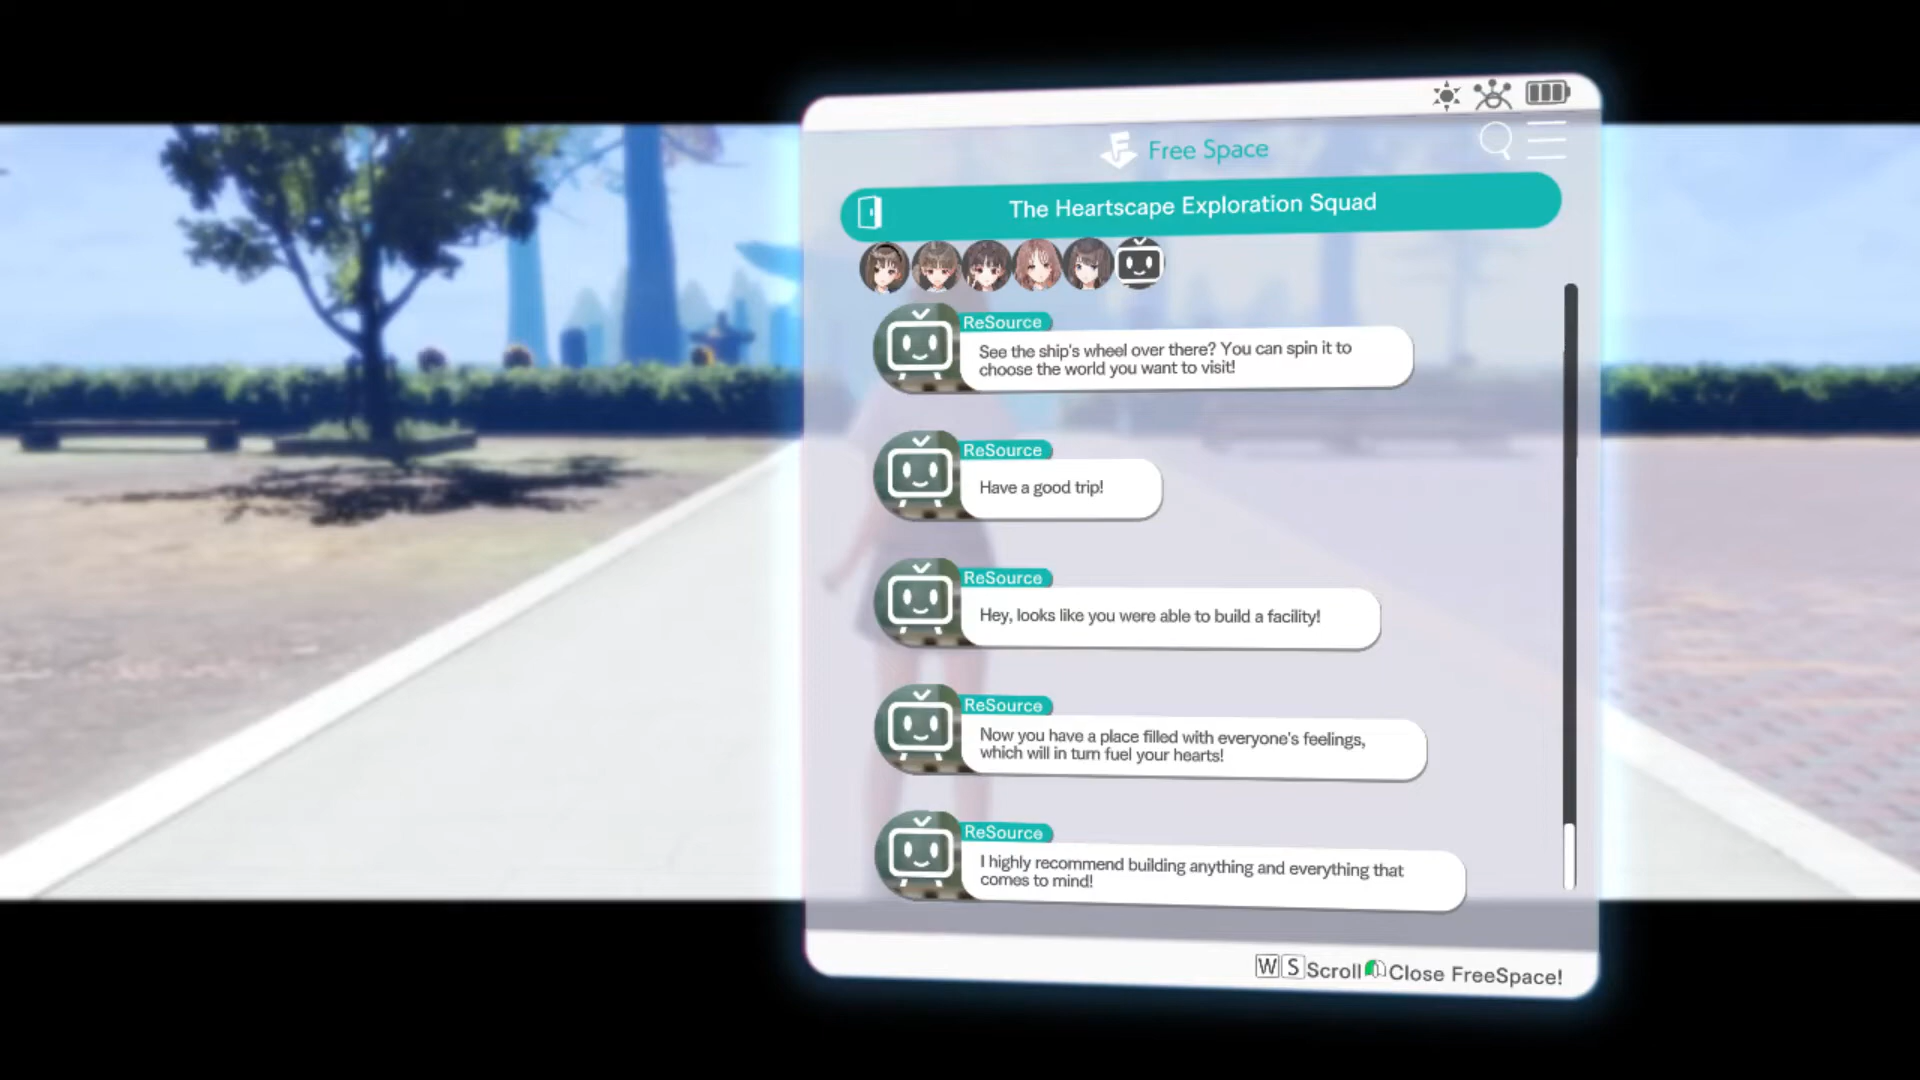 Free Space
The Heartscape Exploration Squad
ReSource
See the ship's wheel over there? You can spin it to
choose the world you want to visit!
ReSource
Have a good trip!
ReSource
Hey, looks like you were able to build a facility!
ReSource
Now you have a place filled with everyone's feelings,
which will in turn fuel your hearts!
ReSource
I highly recommend building anything and everything that
comes to mind!
W S Scroll Close FreeSpace!